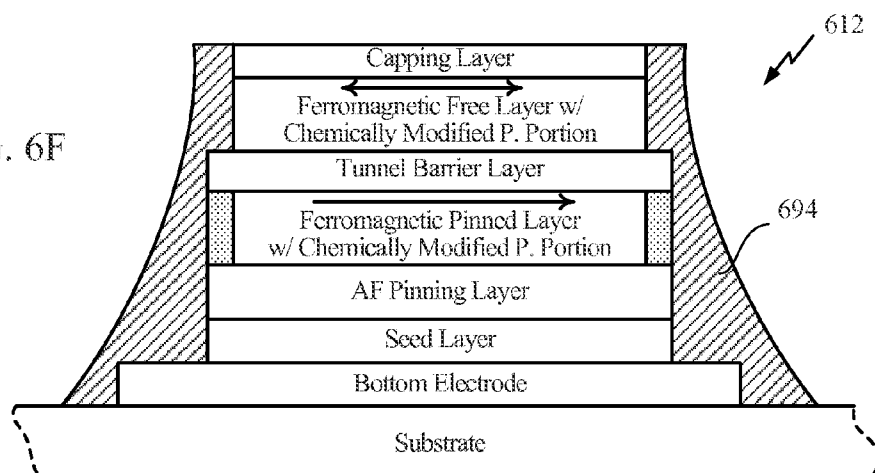 612
Capping Layer
Ferromagnetic Free Layer w/
Chemically Modified P. Portion
. 6F
Tunnel Barrier Layer
694
Ferromagnetic Pinned Layer
w/ Chemically Modified P. Portion
AF Pinning Layer
Seed Layer
Bottom Electrode
Substrate